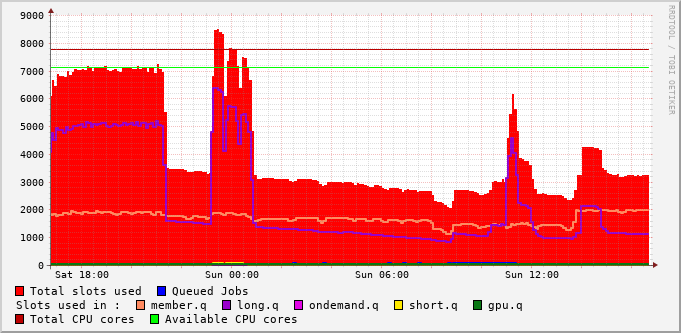 RRDTOOL / TOBI OETIKER
9000
8000
7000
6000
5000
4000
3000
2000
1000
0
Sat 18:00 Sun 00:00 Sun 06:00 Sun 12:00
Total slots used Queued Jobs
Slots used in : member.q long.q ondemand.q short.q gpu.q
Total CPU cores Available CPU cores